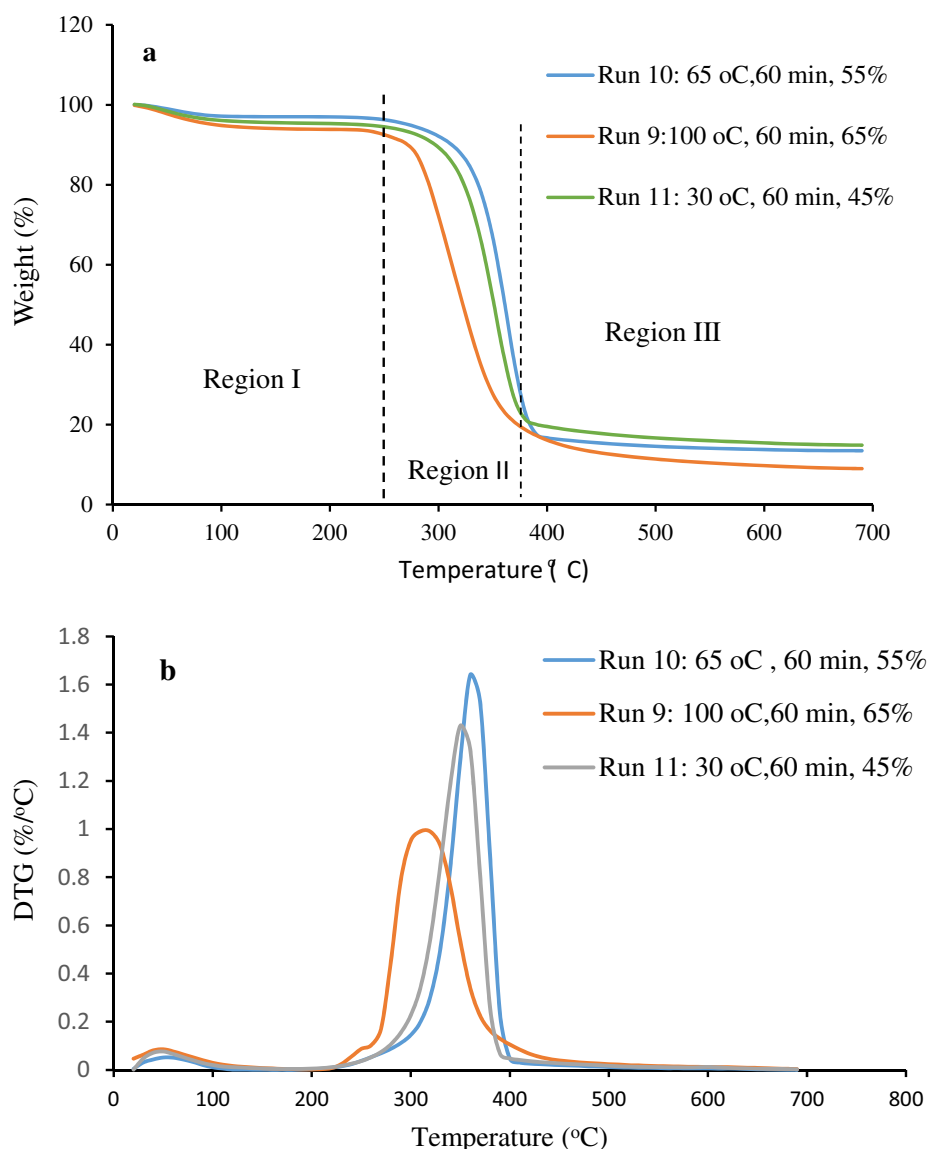 a
120
100
80
60
40
20
0
Weight (%)
Run 10: 65 oC,60 min, 55%
Run 9:100 oC, 60 min, 65%
Run 11: 30 oC, 60 min, 45%
Region I
Region II
Region III
0 100 200 300 400 500 600 700
Temperature (º C)
b
1.8
1.6
1.4
1.2
1
0.8
0.6
0.4
0.2
0
DTG (%/ºC)
Run 10: 65 oC , 60 min, 55%
Run 9: 100 oC,60 min, 65%
Run 11: 30 oC,60 min, 45%
0 100 200 300 400 500 600 700 800
Temperature (ºC)